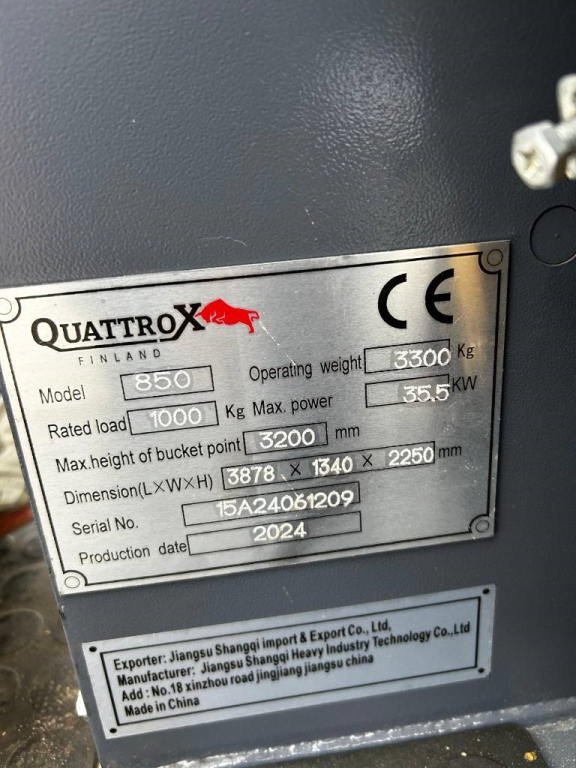 QUATTROX
FINLAND
CE
Model 850 Operating weight 3300 Kg
Rated load 1000 Kg Max. power 35.5 KW
Max.height of bucket point 3200 mm
Dimension(L×W×H) 3878 × 1340 × 2250 mm
Serial No. 15A24061209
Production date 2024
Exporter: Jiangsu Shangqi import & Export Co., Ltd,
Manufacturer: Jiangsu Shangqi Heavy Industry Technology Co.,Ltd
Add : No.18 xinzhou road jingjiang jiangsu china
Made in China